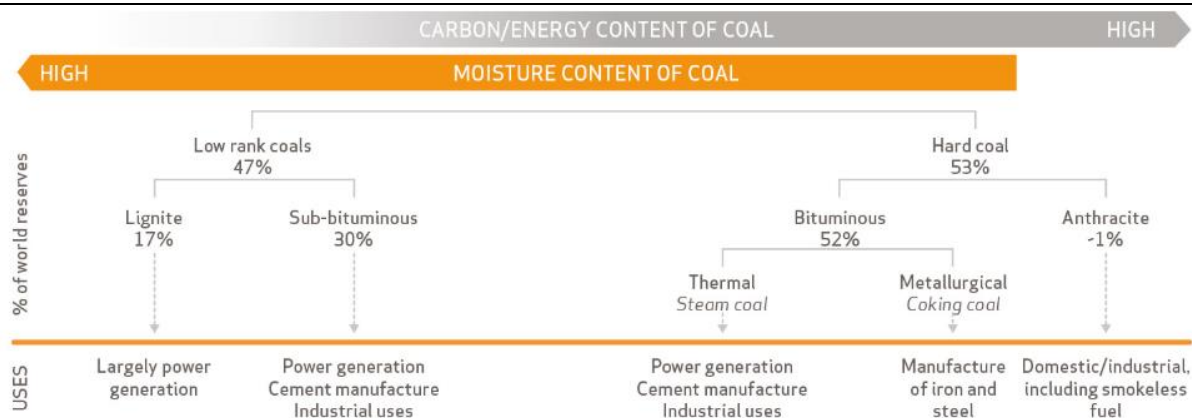 CARBON/ENERGY CONTENT OF COAL HIGH
HIGH MOISTURE CONTENT OF COAL
% of world reserves
Low rank coals
47%
Hard coal
53%
Lignite
17%
Sub-bituminous
30%
Bituminous
52%
Anthracite
~1%
Thermal
Steam coal
Metallurgical
Coking coal
USES
Largely power
generation
Power generation
Cement manufacture
Industrial uses
Power generation
Cement manufacture
Industrial uses
Manufacture
of iron and
steel
Domestic/industrial,
including smokeless
fuel